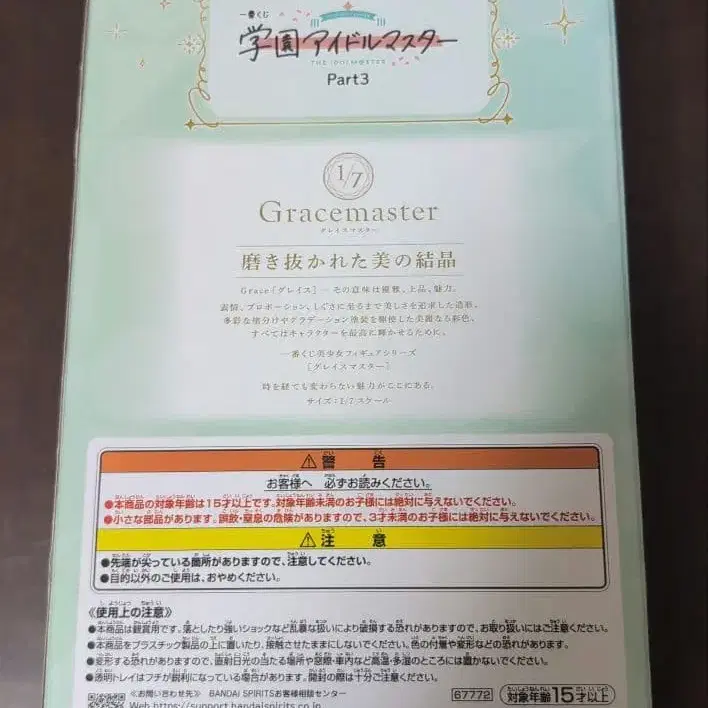 一番くじ
学園アイドルマスター
THE IDOLM@STER
Part3
1/7
Gracemaster
グレイスマスター
磨き抜かれた美の結晶
Grace「グレイス」― その意味は優雅、上品、魅力。
表情、プロポーション、しぐさに至るまで美しさを追求した造形。
多彩な塗分けやグラデーション塗装を駆使した美麗なる彩色。
すべてはキャラクターを最高に輝かせるために。
一番くじ美少女フィギュアシリーズ
「グレイスマスター」
時を経ても変わらない魅力がここにある。
サイズ:1/7スケール
⚠警告
お客様へ 必ずお読みください。
●本商品の対象年齢は15才以上です。対象年齢未満のお子様には絶対に与えないでください。
●小さな部品があります。誤飲・窒息の危険がありますので、3才未満のお子様には絶対に与えないでください。
⚠注意
●先端が尖っている箇所がありますので、注意してください。
●目的以外のご使用は、おやめください。
《使用上の注意》
●本商品は観賞用です。落としたり強いショックなど乱暴な扱いにより破損する恐れがありますので、お取り扱いにはご注意ください。
●本商品をプラスチック製品の上に置いたり、接触させたままにしないでください。色の付着や変形などの恐れがあります。
●変形する恐れがありますので、直射日光の当たる場所や窓際・車内など高温・多湿のところには置かないでください。
●透明トレイはフチが鋭利になっている場合があります。開封の際は十分ご注意ください。
≪お問い合わせ先≫ BANDAI SPIRITSお客様相談センター
67772
対象年齢15才以上
Web https://support.bandaispirits.co.jp